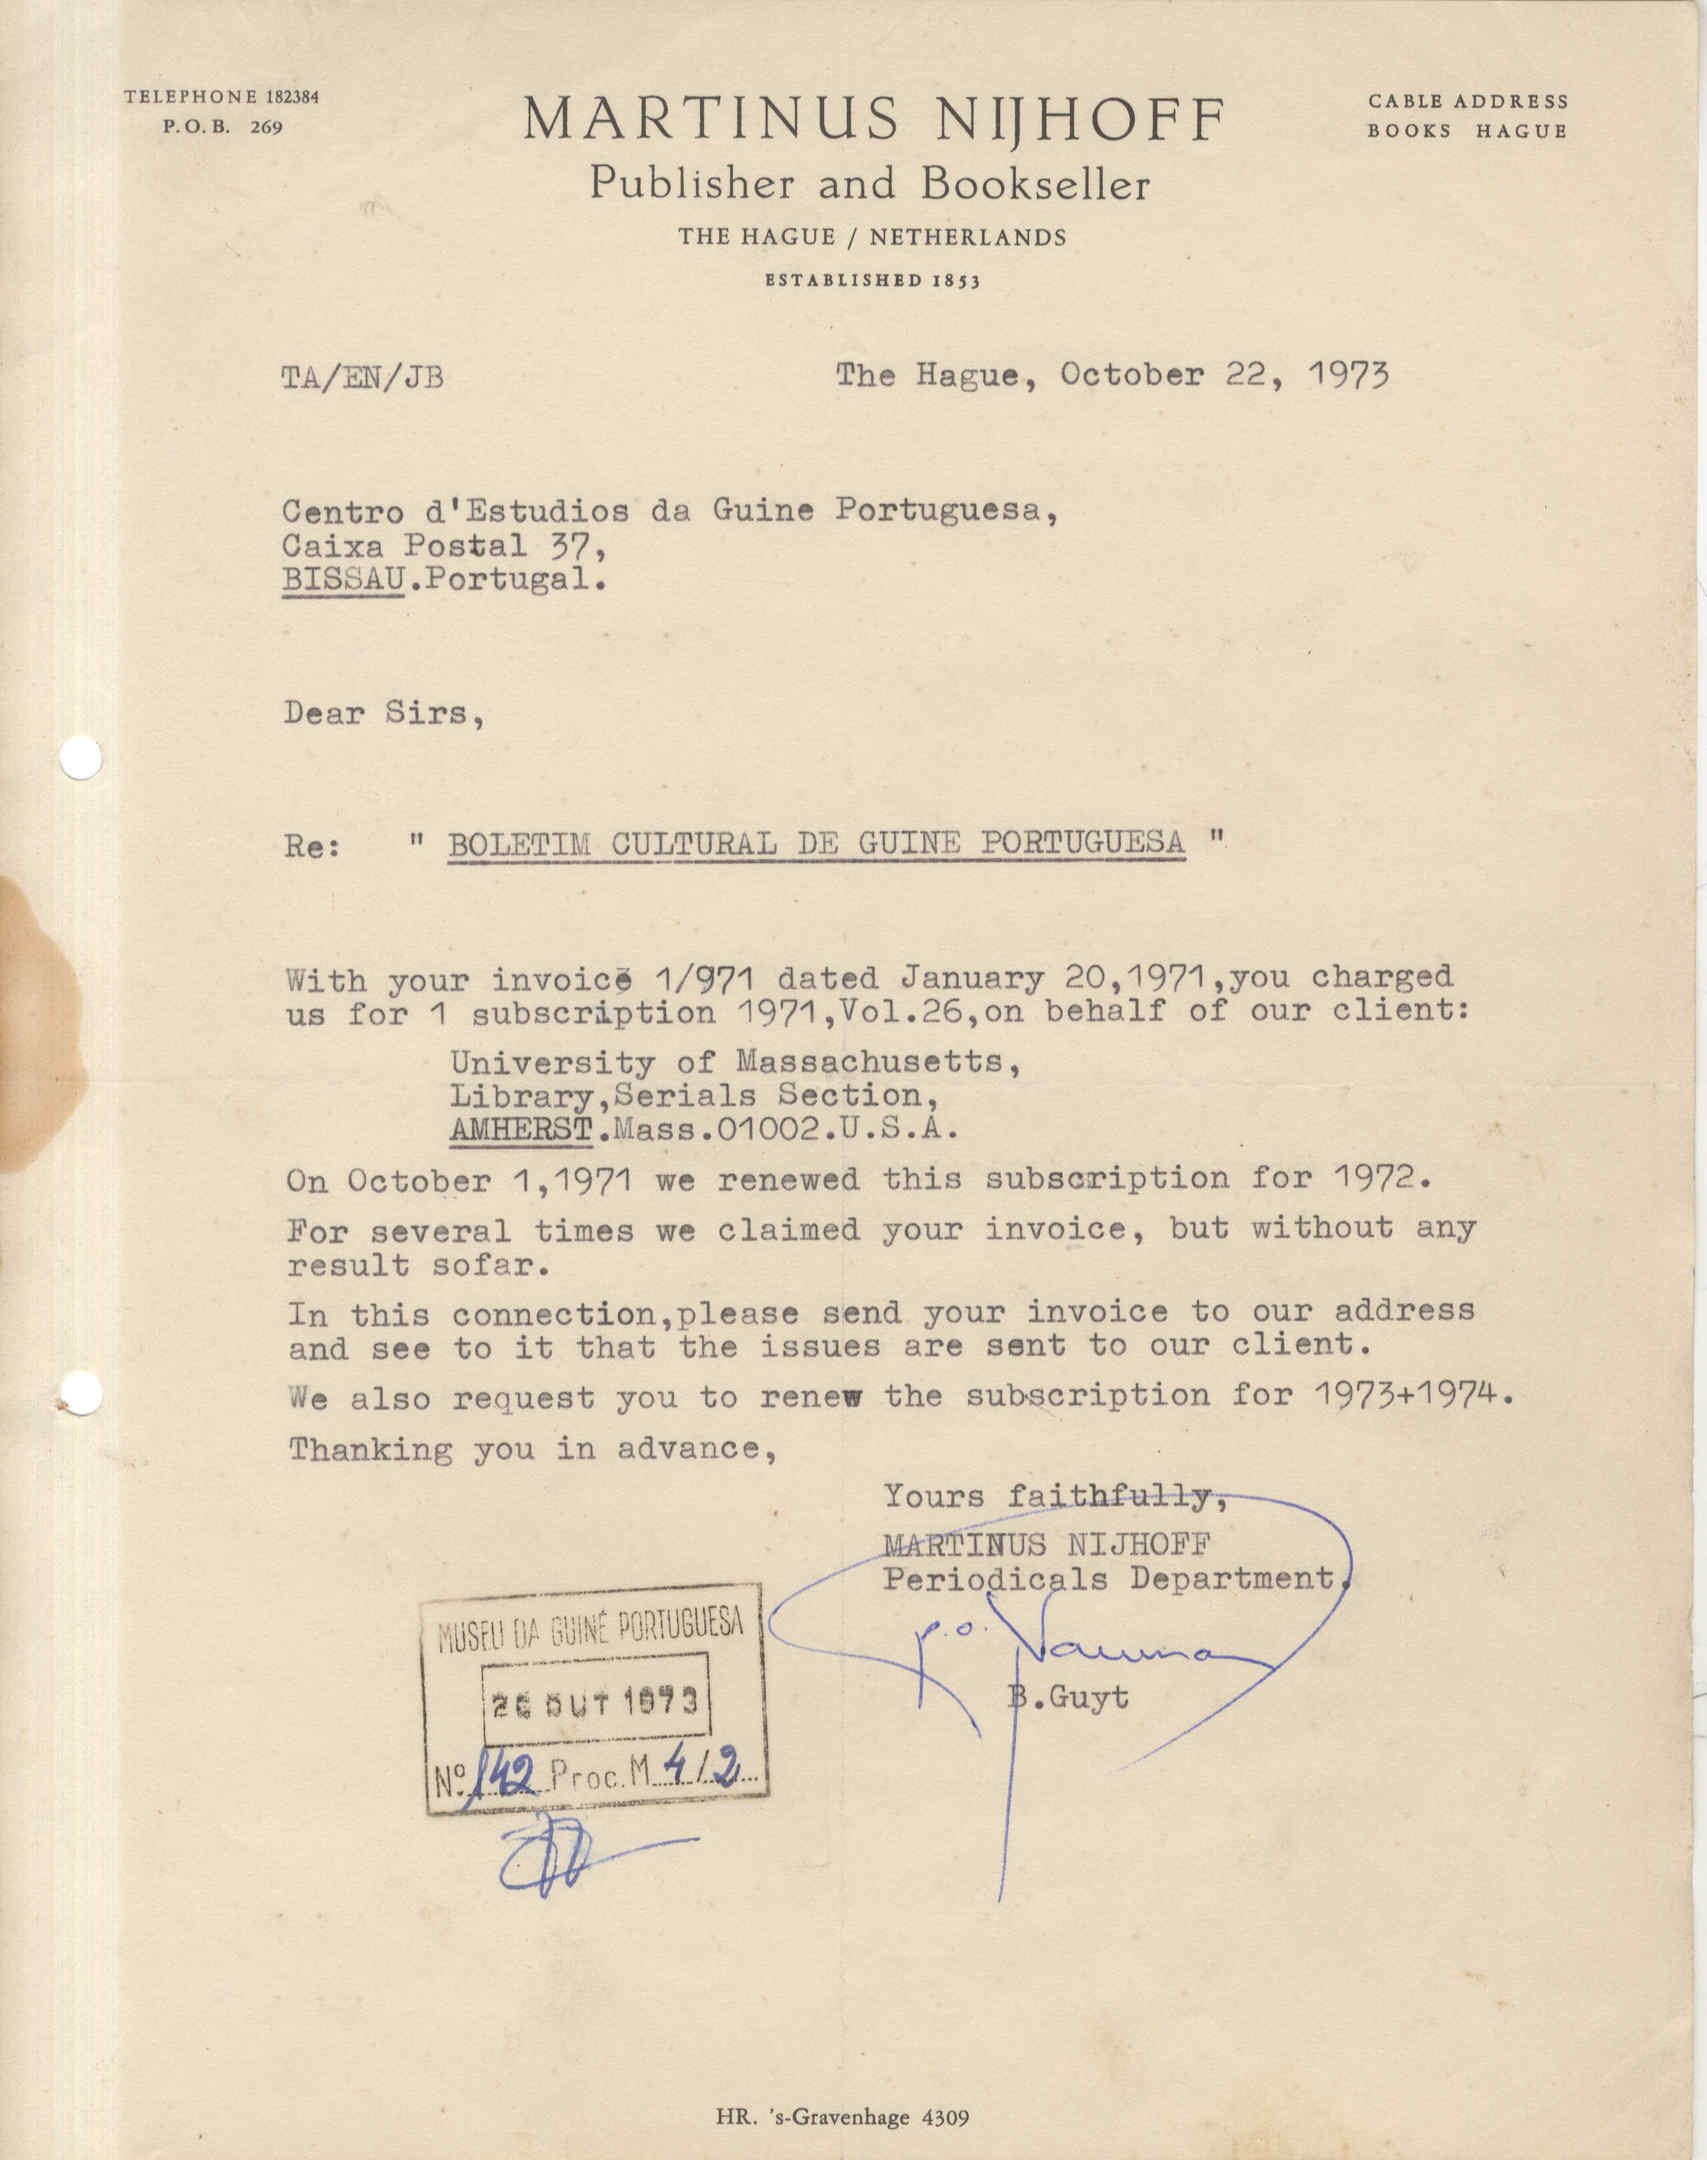 TELEPHONE 182384
P.O.B. 269
MARTINUS NIJHOFF
Publisher and Bookseller
THE HAGUE / NETHERLANDS
ESTABLISHED 1853
CABLE ADDRESS
BOOKS HAGUE
TA/EN/JB
The Hague, October 22, 1973
Centro d'Estudios da Guine Portuguesa,
Caixa Postal 37,
BISSAU.Portugal.
Dear Sirs,
Re: " BOLETIM CULTURAL DE GUINE PORTUGUESA "
With your invoice 1/971 dated January 20,1971,you charged
us for 1 subscription 1971,Vol.26,on behalf of our client:
University of Massachusetts,
Library,Serials Section,
AMHERST.Mass.01002.U.S.A.
On October 1,1971 we renewed this subscription for 1972.
For several times we claimed your invoice, but without any
result sofar.
In this connection,please send your invoice to our address
and see to it that the issues are sent to our client.
We also request you to renew the subscription for 1973+1974.
Thanking you in advance,
Yours faithfully,
MARTINUS NIJHOFF
Periodicals Department.
p.o.
B.Guyt
MUSEU DA GUINÉ PORTUGUESA
26 OUT 1973
Nº 142 Proc. M 4/2
HR. 's-Gravenhage 4309